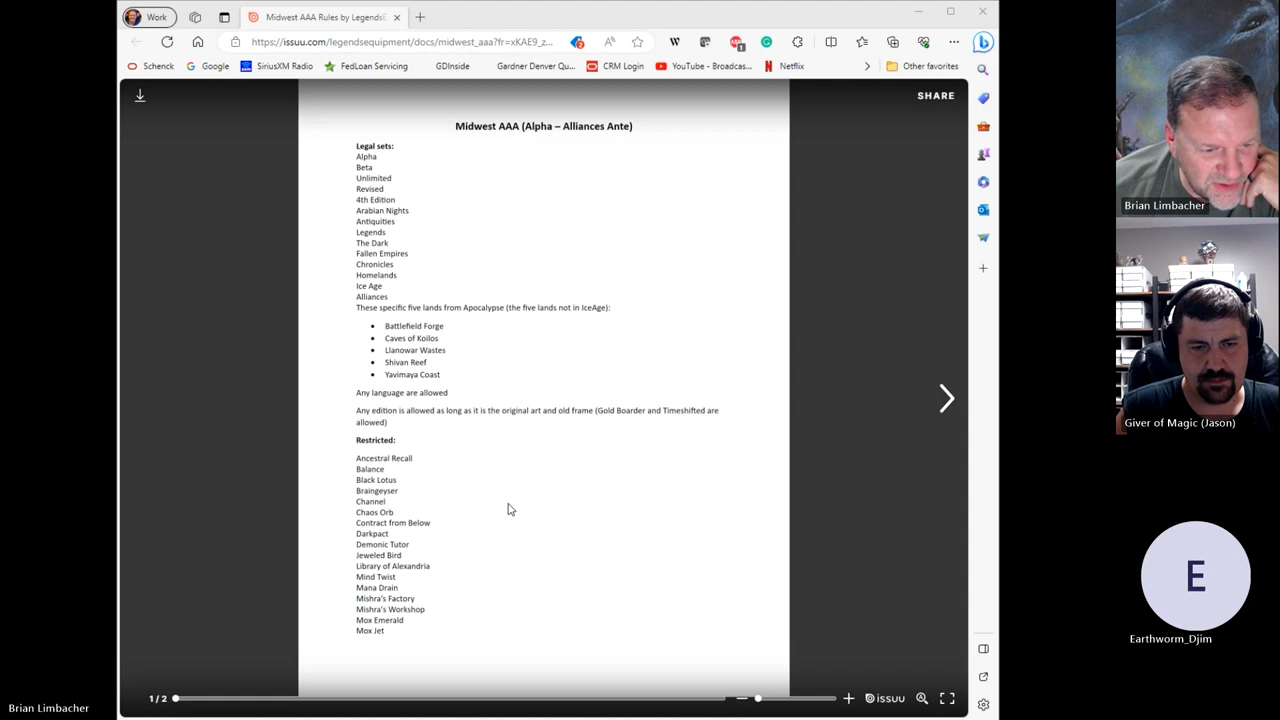 Work
Midwest AAA Rules by LegendsE
https://issuu.com/legendsequipment/docs/midwest_aaa?fr=xKAE9_z...
Schenck
Google
SiriusXM Radio
FedLoan Servicing
GDInside
Gardner Denver Qu...
CRM Login
YouTube - Broadcas...
Netflix
Other favorites
SHARE
Midwest AAA (Alpha – Alliances Ante)
Legal sets:
Alpha
Beta
Unlimited
Revised
4th Edition
Arabian Nights
Antiquities
Legends
The Dark
Fallen Empires
Chronicles
Homelands
Ice Age
Alliances
These specific five lands from Apocalypse (the five lands not in IceAge):
• Battlefield Forge
• Caves of Koilos
• Llanowar Wastes
• Shivan Reef
• Yavimaya Coast
Any language are allowed
Any edition is allowed as long as it is the original art and old frame (Gold Boarder and Timeshifted are
allowed)
Restricted:
Ancestral Recall
Balance
Black Lotus
Braingeyser
Channel
Chaos Orb
Contract from Below
Darkpact
Demonic Tutor
Jeweled Bird
Library of Alexandria
Mind Twist
Mana Drain
Mishra's Factory
Mishra's Workshop
Mox Emerald
Mox Jet
1/2
issuu
Brian Limbacher
Giver of Magic (Jason)
E
Earthworm_Djim
Brian Limbacher